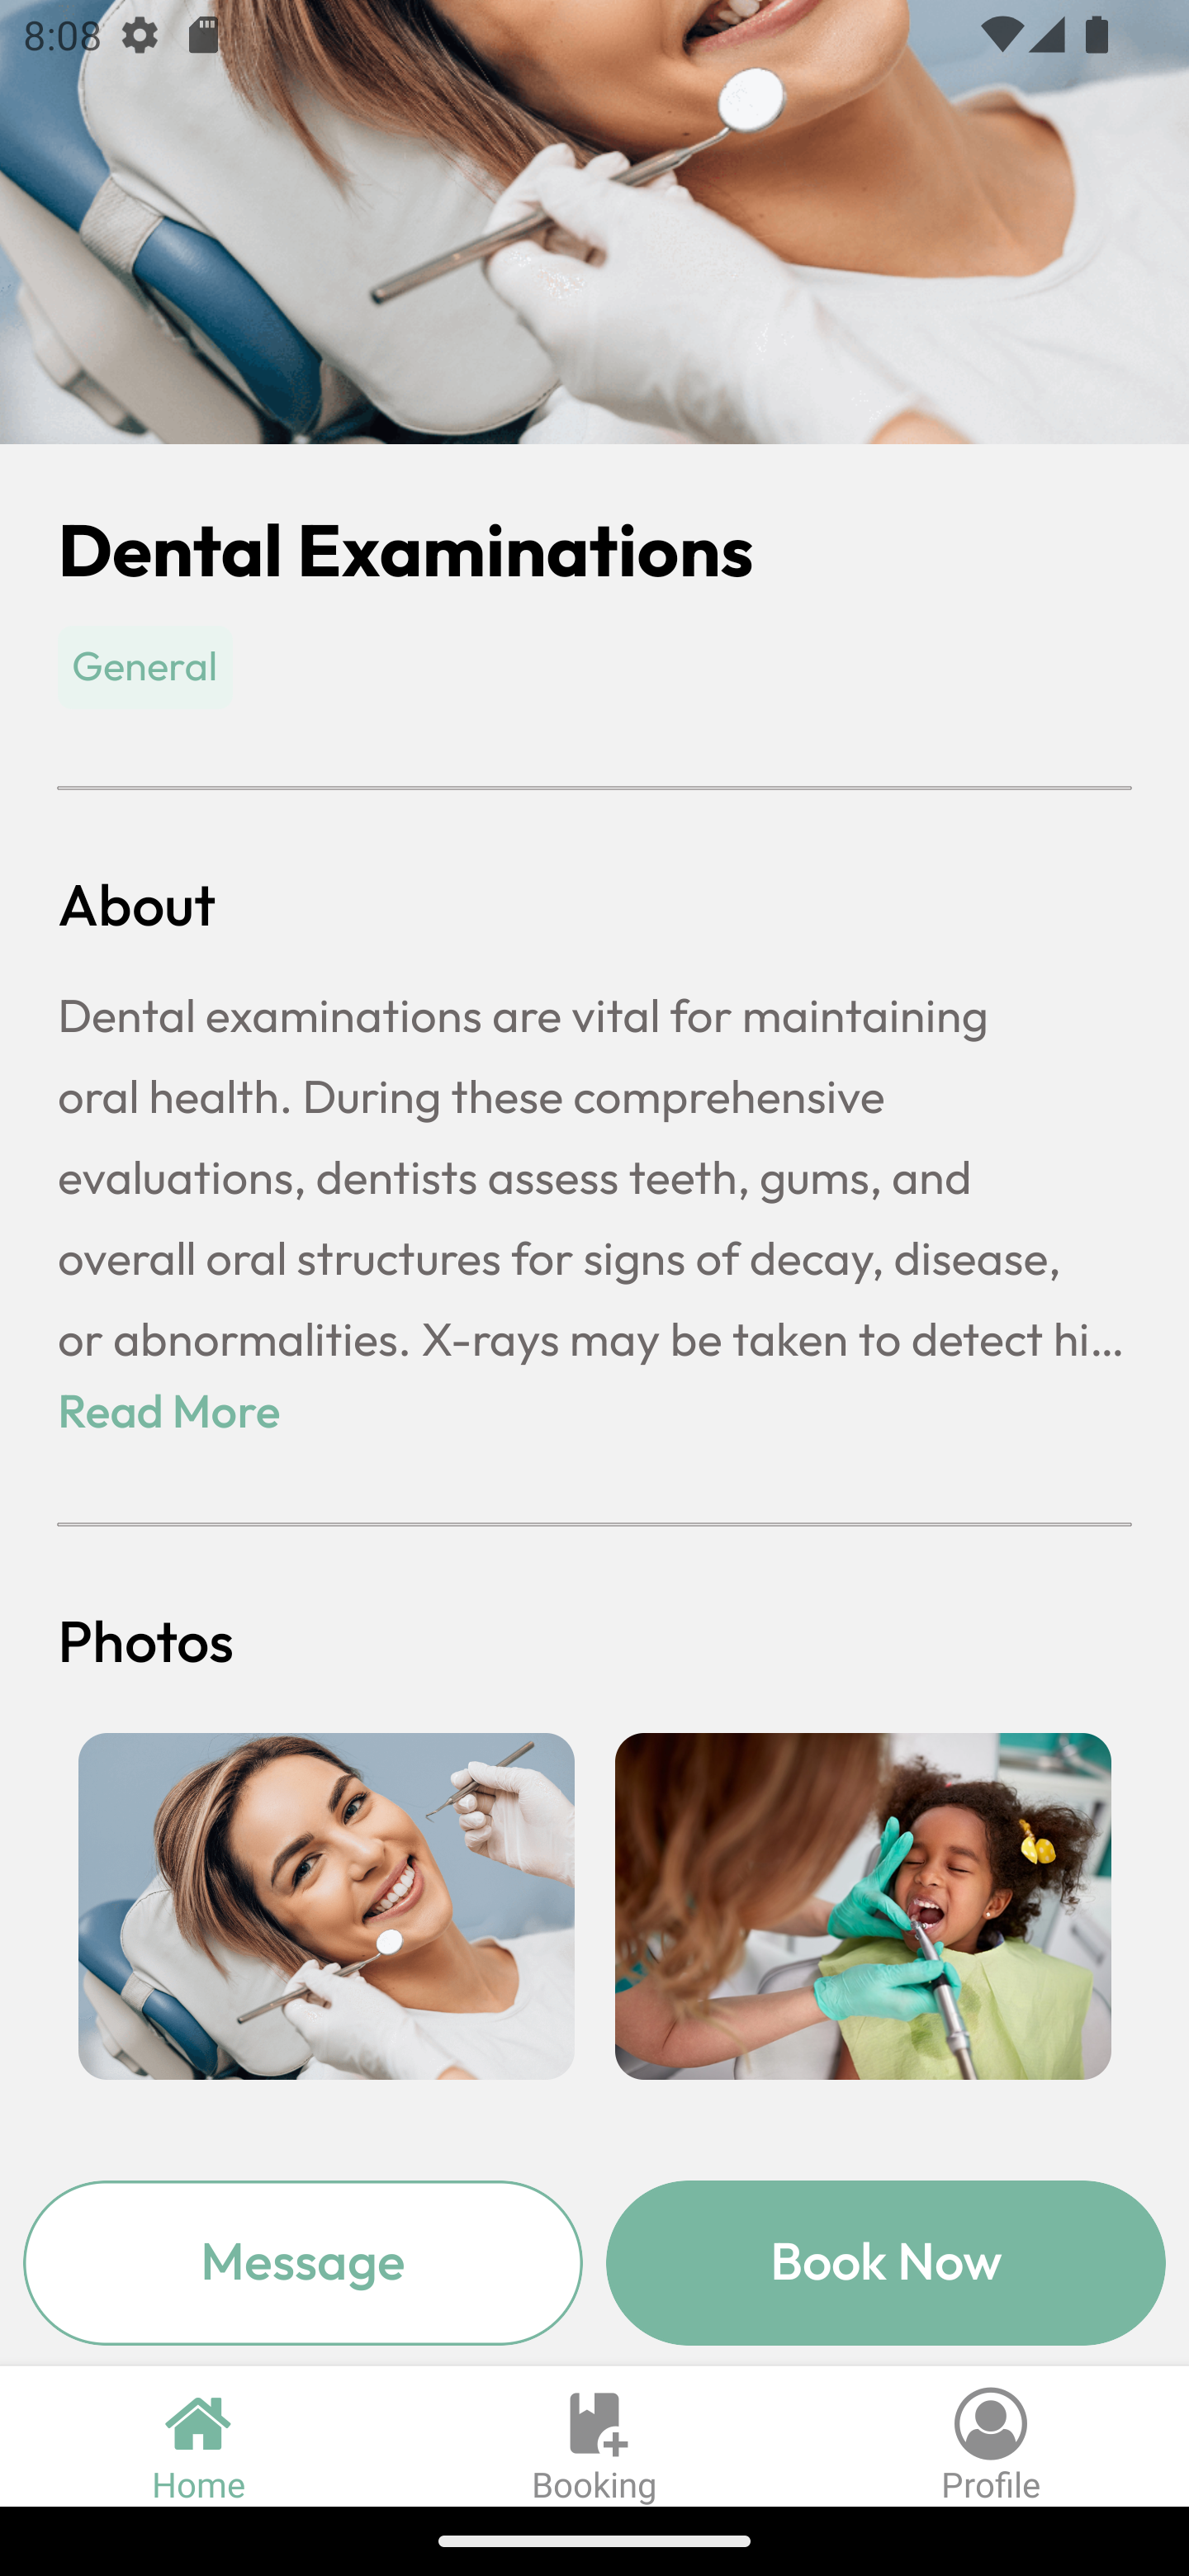 8:08
Dental Examinations
General
About
Dental examinations are vital for maintaining
oral health. During these comprehensive
evaluations, dentists assess teeth, gums, and
overall oral structures for signs of decay, disease,
or abnormalities. X-rays may be taken to detect hi...
Read More
Photos
Message
Book Now
Home
Booking
Profile